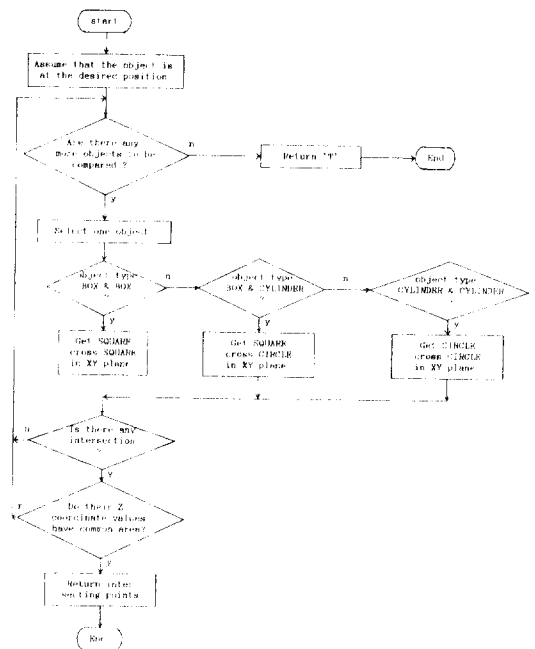 start
Assume that the object is
at the desired position
Are there any
more objects to be
compared ?
n
Return "T"
End
y
Select one object
object type
BOX & BOX
?
n
object type
BOX & CYLINDER
?
n
object type
CYLINDER & CYLINDER
y
y
y
Get SQUARE
cross SQUARE
in XY plane
Get SQUARE
cross CIRCLE
in XY plane
Get CIRCLE
cross CIRCLE
in XY plane
n
Is there any
intersection
?
y
Do their Z
coordinate values
have common area?
y
Return inter
secting points
End